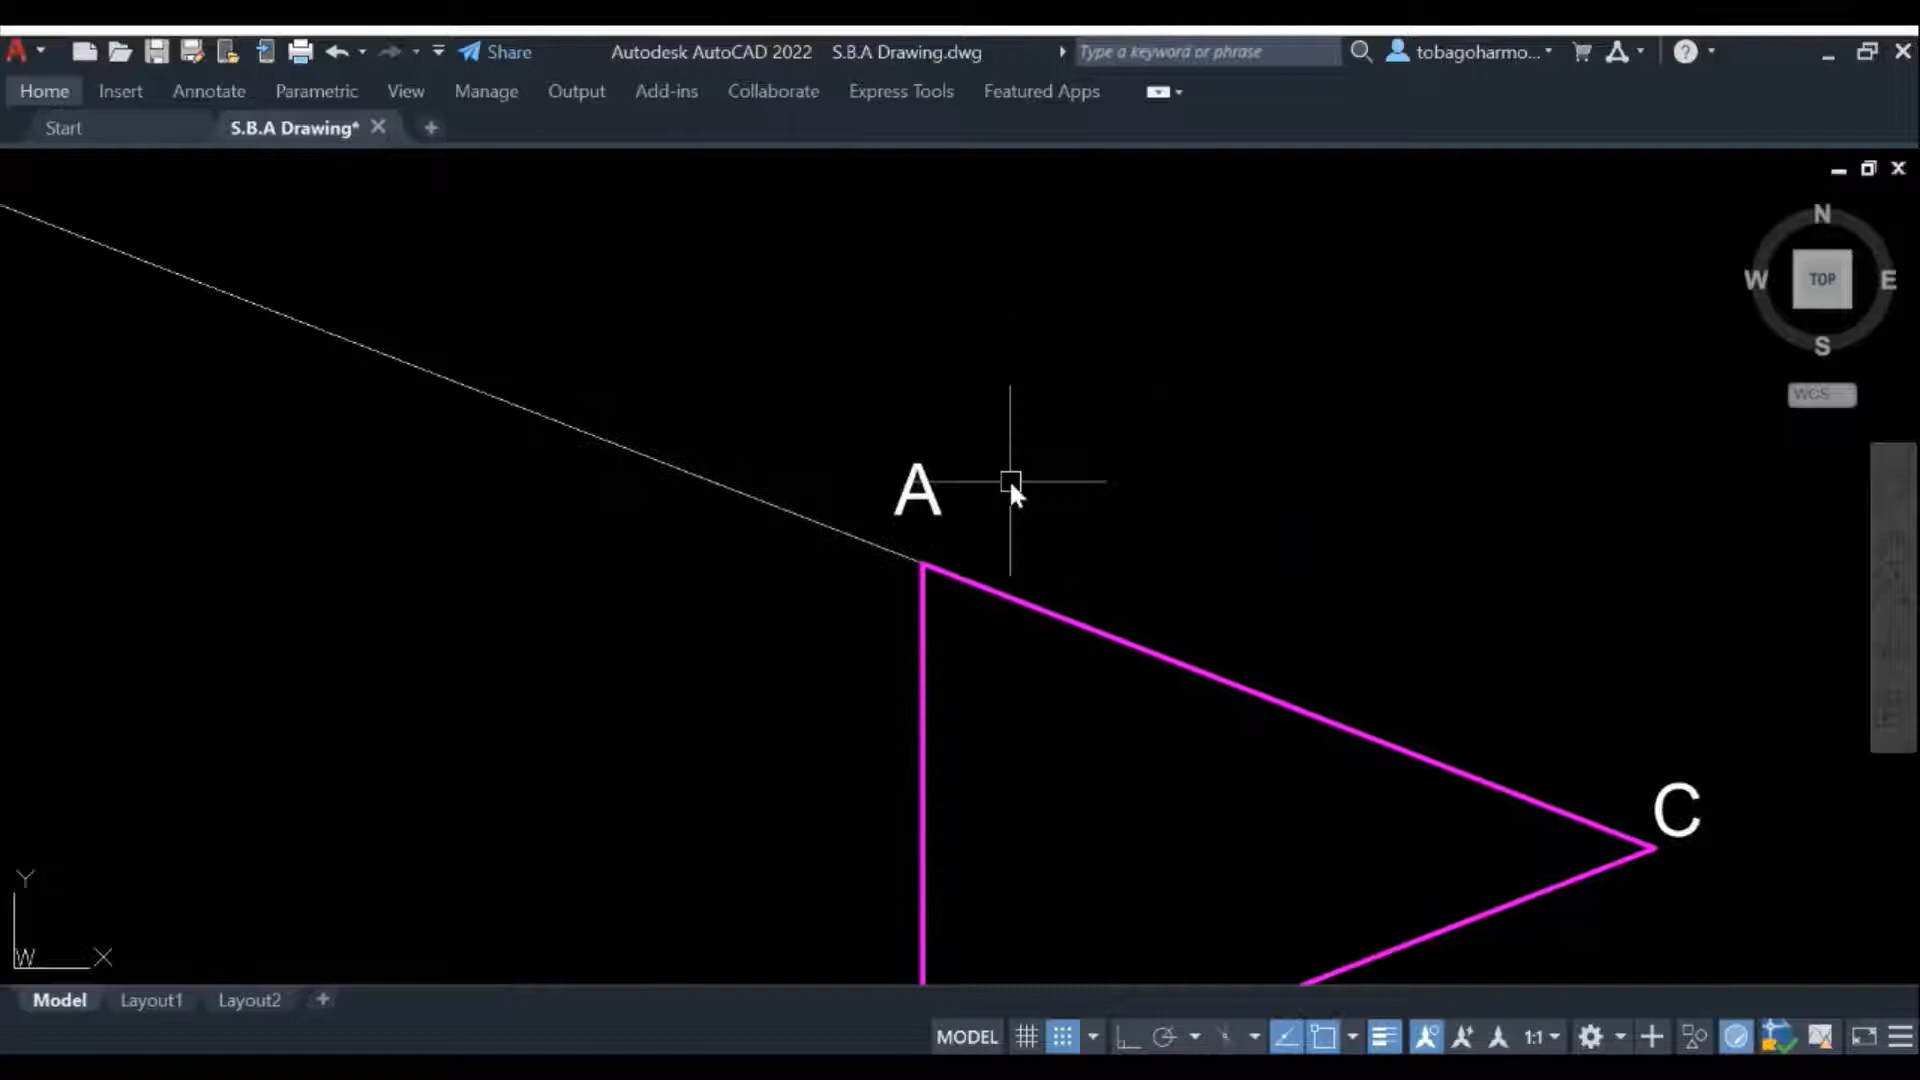 A Share Autodesk AutoCAD 2022 S.B.A Drawing.dwg Type a keyword or phrase tobagoharmo... ?
Home Insert Annotate Parametric View Manage Output Add-ins Collaborate Express Tools Featured Apps
Start S.B.A Drawing* +
N
W TOP E
S
WCS
A
C
Y
W X
Model Layout1 Layout2 +
MODEL 1:1